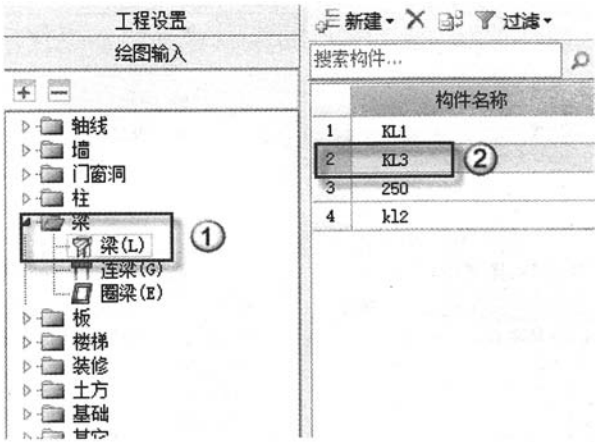 工程设置
绘图输入
轴线
墙
门窗洞
柱
梁
梁(L)
连梁(G)
圈梁(E)
板
楼梯
装修
土方
基础
其它
①
新建 过滤
搜索构件...
构件名称
1 KL1
2 KL3
②
3 250
4 kl2